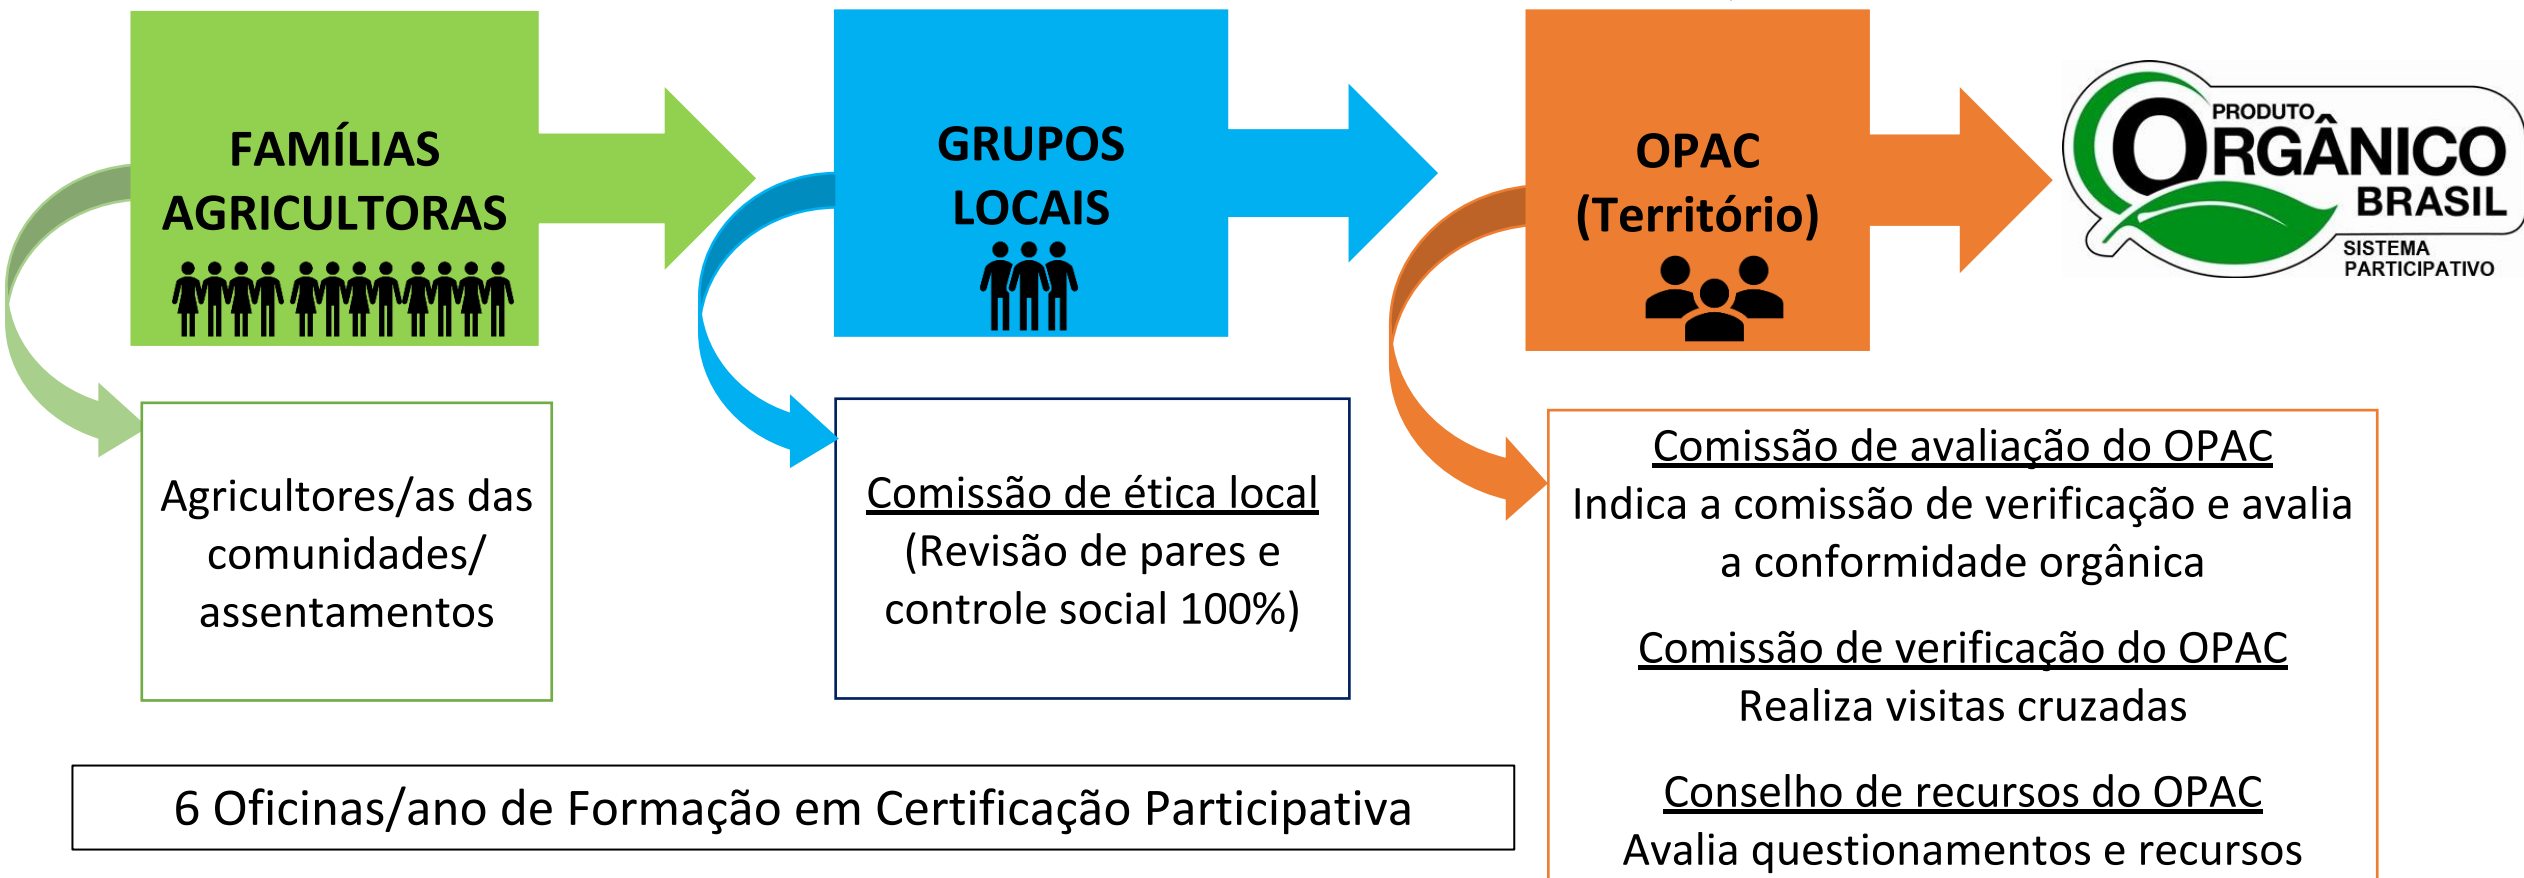 FAMÍLIAS
AGRICULTORAS
GRUPOS
LOCAIS
OPAC
(Território)
PRODUTO
ORGÂNICO
BRASIL
SISTEMA
PARTICIPATIVO
Agricultores/as das
comunidades/
assentamentos
Comissão de ética local
(Revisão de pares e
controle social 100%)
Comissão de avaliação do OPAC
Indica a comissão de verificação e avalia
a conformidade orgânica
Comissão de verificação do OPAC
Realiza visitas cruzadas
Conselho de recursos do OPAC
Avalia questionamentos e recursos
6 Oficinas/ano de Formação em Certificação Participativa